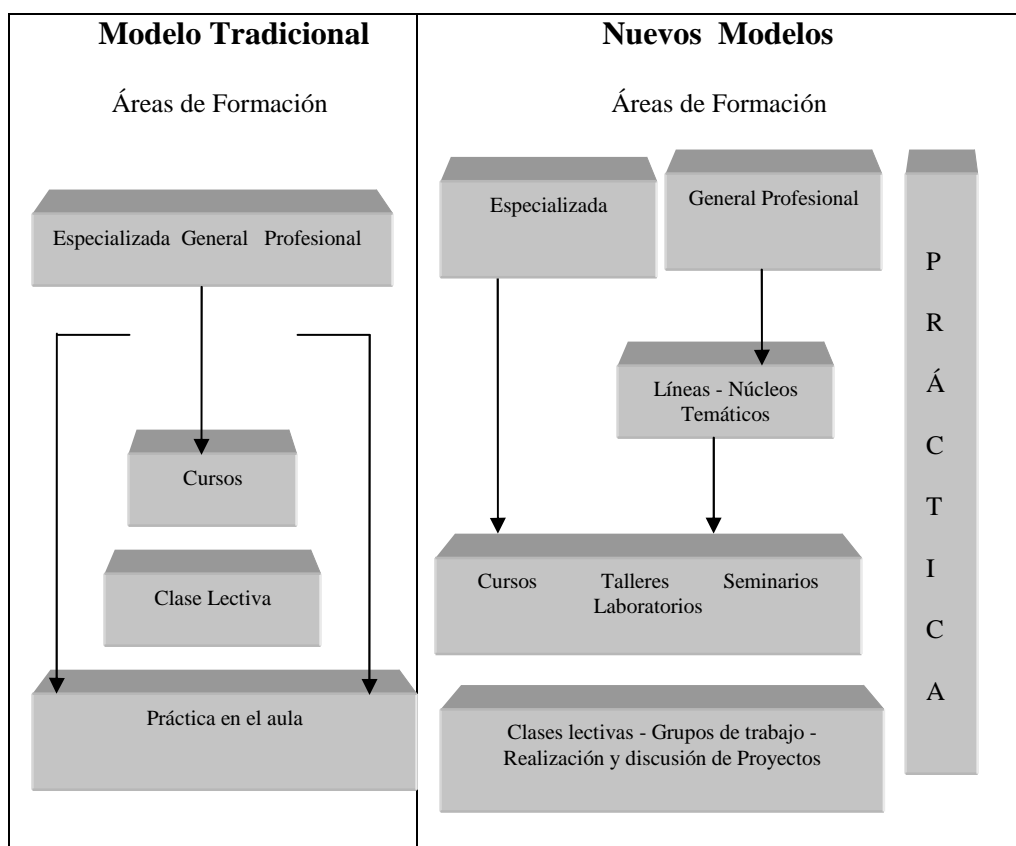 Modelo Tradicional
Áreas de Formación
Especializada General Profesional
Cursos
Clase Lectiva
Práctica en el aula
Nuevos Modelos
Áreas de Formación
Especializada
General Profesional
Líneas - Núcleos
Temáticos
Cursos Talleres Seminarios
Laboratorios
Clases lectivas - Grupos de trabajo -
Realización y discusión de Proyectos
P
R
Á
C
T
I
C
A